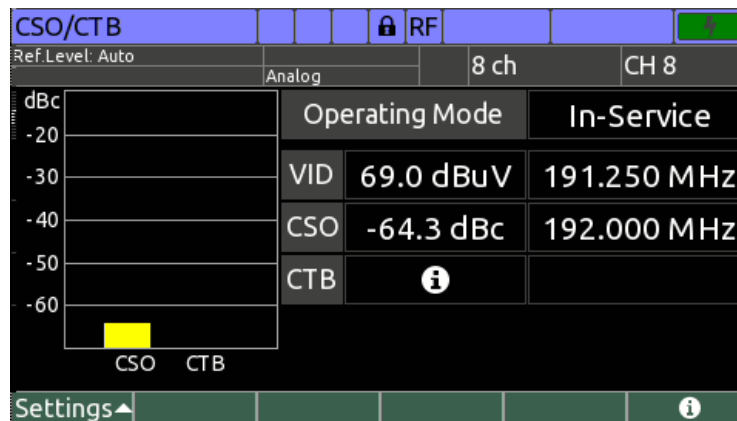 CSO/CTB RF
Ref.Level: Auto
Analog 8 ch CH 8
dBc
-20
-30
-40
-50
-60
CSO CTB
Operating Mode In-Service
VID 69.0 dBuV 191.250 MHz
CSO -64.3 dBc 192.000 MHz
CTB
Settings